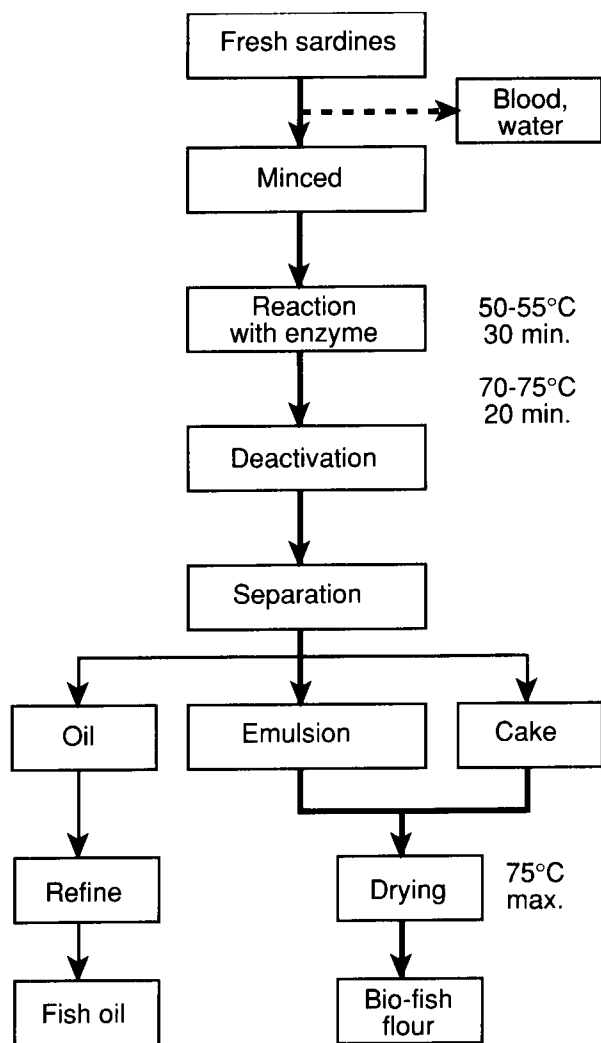 Fresh sardines
Blood,
water
Minced
Reaction
with enzyme
50-55°C
30 min.
70-75°C
20 min.
Deactivation
Separation
Oil
Emulsion
Cake
Refine
Drying
75°C
max.
Fish oil
Bio-fish
flour